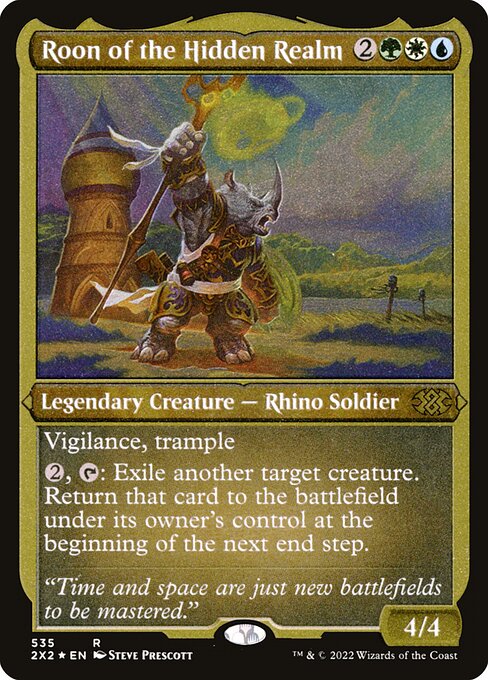 Roon of the Hidden Realm 2
Legendary Creature — Rhino Soldier
Vigilance, trample
2, : Exile another target creature.
Return that card to the battlefield
under its owner's control at the
beginning of the next end step.
“Time and space are just new battlefields
to be mastered.”
4/4
535 R
2X2 ★ EN Steve Prescott
™ & © 2022 Wizards of the Coast